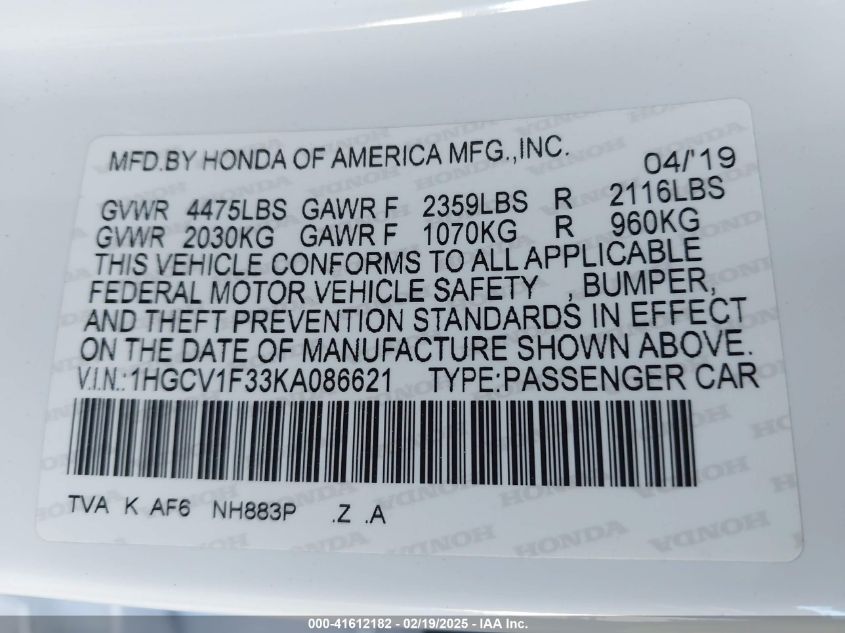 MFD.BY HONDA OF AMERICA MFG.,INC. 04/'19
GVWR 4475LBS GAWR F 2359LBS R 2116LBS
GVWR 2030KG GAWR F 1070KG R 960KG
THIS VEHICLE CONFORMS TO ALL APPLICABLE
FEDERAL MOTOR VEHICLE SAFETY , BUMPER,
AND THEFT PREVENTION STANDARDS IN EFFECT
ON THE DATE OF MANUFACTURE SHOWN ABOVE.
V.I.N.:1HGCV1F33KA086621 TYPE:PASSENGER CAR
TVA K AF6 NH883P .Z .A
000-41612182 - 02/19/2025 - IAA Inc.